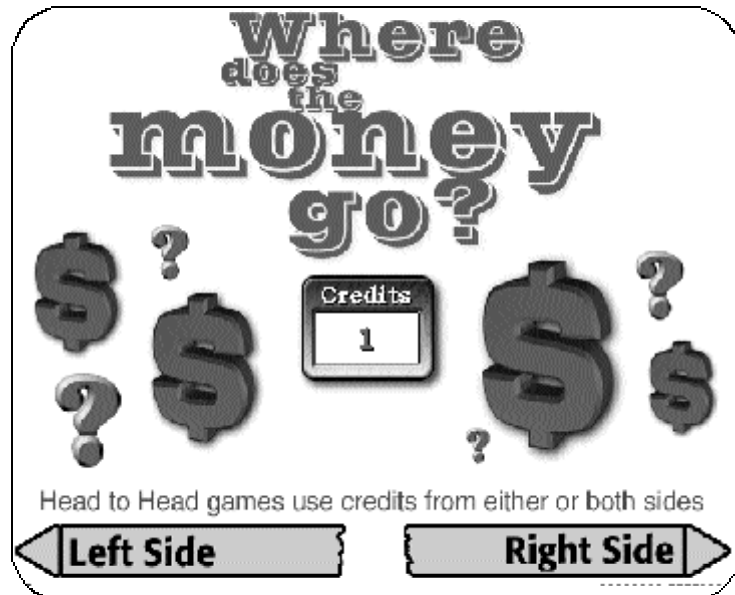 Where
does
the
money
go?
Credits
1
Head to Head games use credits from either or both sides
Left Side
Right Side